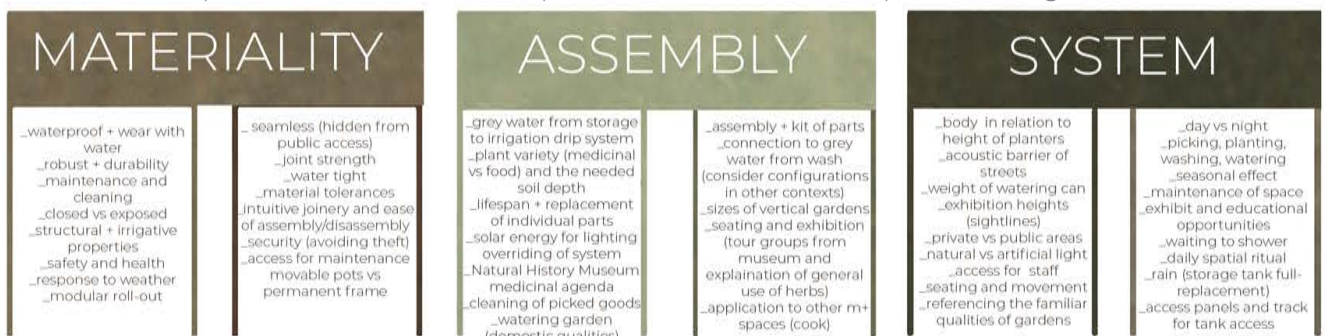 MATERIALITY
_waterproof + wear with
water
_robust + durability
_maintenance and
cleaning
_closed vs exposed
_structural + irrigative
properties
_safety and health
_response to weather
_modular roll-out
_ seamless (hidden from
public access)
_joint strength
_water tight
_material tolerances
_intuitive joinery and ease
of assembly/disassembly
_security (avoiding theft)
_access for maintenance
movable pots vs
permanent frame
ASSEMBLY
_grey water from storage
to irrigation drip system
_plant variety (medicinal
vs food) and the needed
soil depth
_lifespan + replacement
of individual parts
_solar energy for lighting
overriding of system
_Natural History Museum
medicinal agenda
_cleaning of picked goods
_watering garden
(domestic qualities)
_assembly + kit of parts
_connection to grey
water from wash
(consider configurations
in other contexts)
_sizes of vertical gardens
_seating and exhibition
(tour groups from
museum and
explaination of general
use of herbs)
_application to other m+
spaces (cook)
SYSTEM
_body in relation to
height of planters
_acoustic barrier of
streets
_weight of watering can
_exhibition heights
(sightlines)
_private vs public areas
_natural vs artificial light
_access for staff
_seating and movement
_referencing the familiar
qualities of gardens
_day vs night
_picking, planting,
washing, watering
_seasonal effect
_maintenance of space
_exhibit and educational
opportunities
_waiting to shower
_daily spatial ritual
_rain (storage tank full-
replacement)
_access panels and track
for tank access